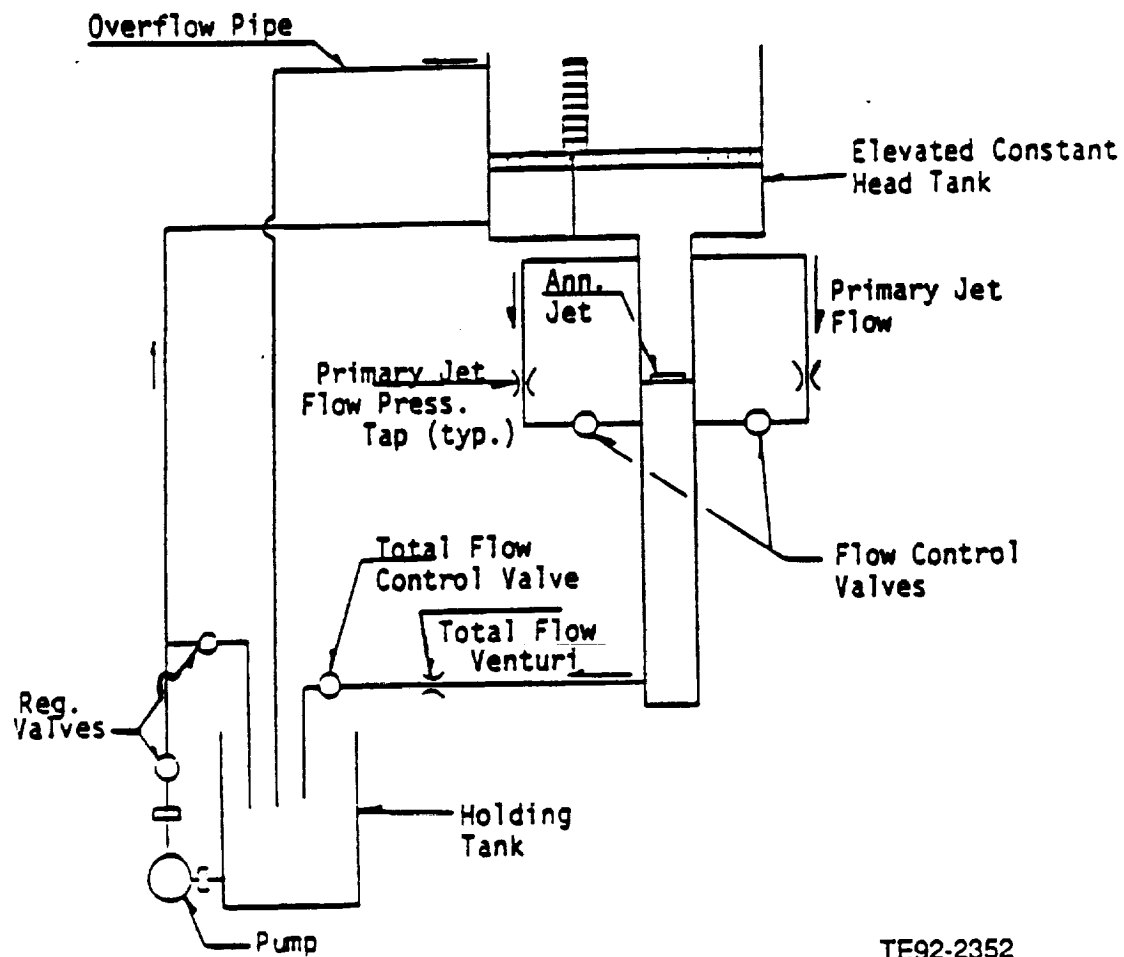 Overflow Pipe
Elevated Constant
Head Tank
Ann.
Jet
Primary Jet
Flow
Primary Jet
Flow Press.
Tap (typ.)
Total Flow
Control Valve
Flow Control
Valves
Total Flow
Venturi
Reg.
Valves
Holding
Tank
Pump
TE92-2352